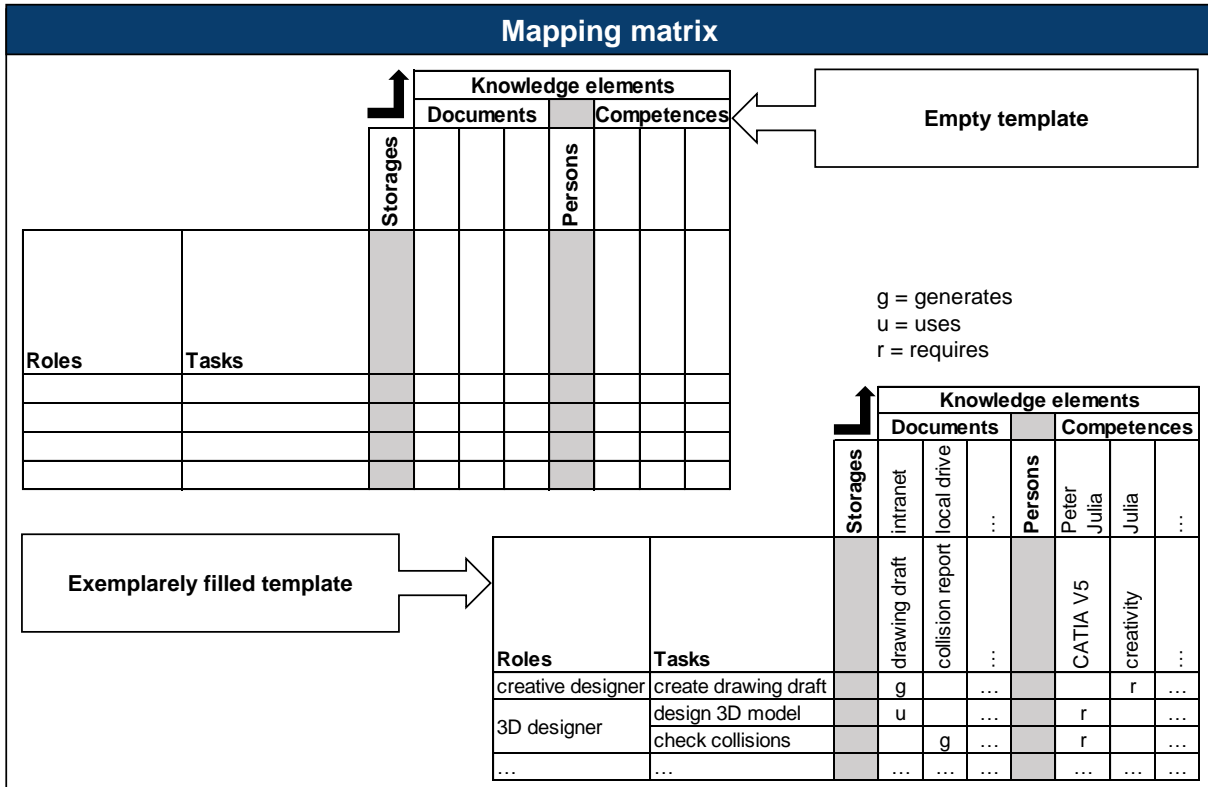 Mapping matrix
Knowledge elements
Documents Competences
Storages
Persons
Empty template
Roles Tasks
g = generates
u = uses
r = requires
Knowledge elements
Documents Competences
Storages
intranet
local drive
…
Persons
Peter
Julia
Julia
…
Exemplarely filled template
Roles Tasks
drawing draft
collision report
…
CATIA V5
creativity
…
creative designer create drawing draft g … r …
3D designer
design 3D model u … r …
check collisions g … r …
… … … … … … … …